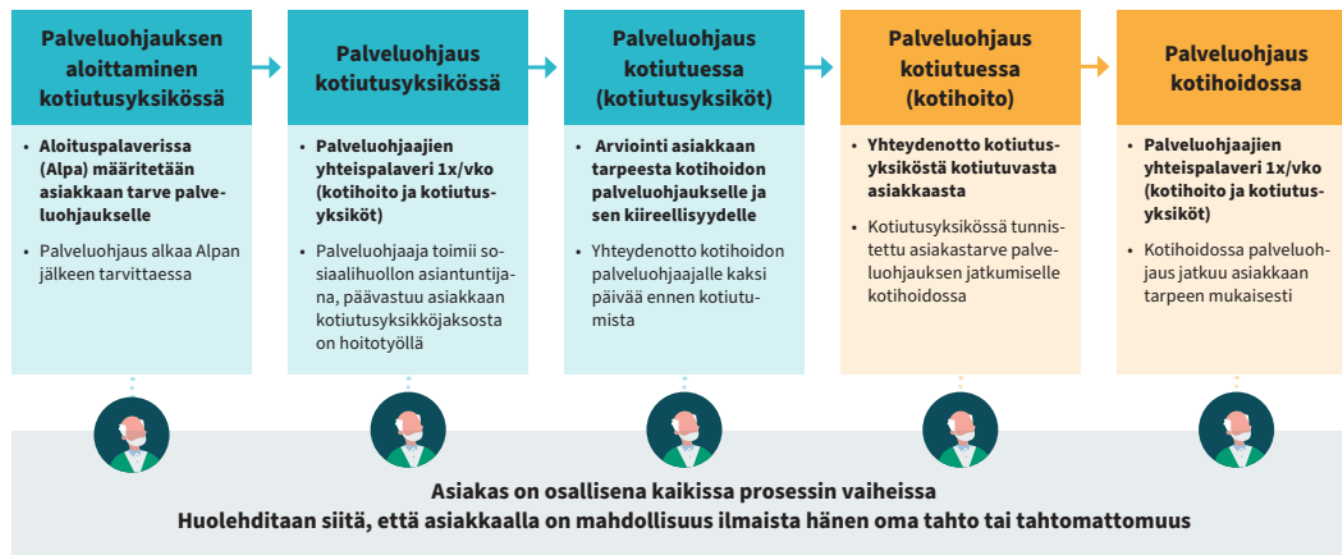 Palveluohjauksen
aloittaminen
kotiutusyksikössä
• Aloituspalaverissa
(Alpa) määritetään
asiakkaan tarve palve-
luohjaukselle
• Palveluohjaus alkaa Alpan
jälkeen tarvittaessa
Palveluohjaus
kotiutusyksikössä
• Palveluohjaajien
yhteispalaveri 1x/vko
(kotihoito ja kotiutus-
yksiköt)
• Palveluohjaaja toimii so-
siaalihuollon asiantuntija-
na, päävastuu asiakkaan
kotiutusyksikköjaksosta
on hoitotyöllä
Palveluohjaus
kotiutuessa
(kotiutusyksiköt)
• Arviointi asiakkaan
tarpeesta kotihoidon
palveluohjaukselle ja
sen kiireellisyydelle
• Yhteydenotto kotihoidon
palveluohjaajalle kaksi
päivää ennen kotiutu-
mista
Palveluohjaus
kotiutuessa
(kotihoito)
• Yhteydenotto kotiutus-
yksiköstä kotiutuvasta
asiakkaasta
• Kotiutusyksikössä tunnis-
tettu asiakastarve palve-
luohjauksen jatkumiselle
kotihoidossa
Palveluohjaus
kotihoidossa
• Palveluohjaajien
yhteispalaveri 1x/vko
(kotihoito ja kotiutus-
yksiköt)
• Kotihoidossa palveluoh-
jaus jatkuu asiakkaan
tarpeen mukaisesti
Asiakas on osallisena kaikissa prosessin vaiheissa
Huolehditaan siitä, että asiakkaalla on mahdollisuus ilmaista hänen oma tahto tai tahtomattomuus